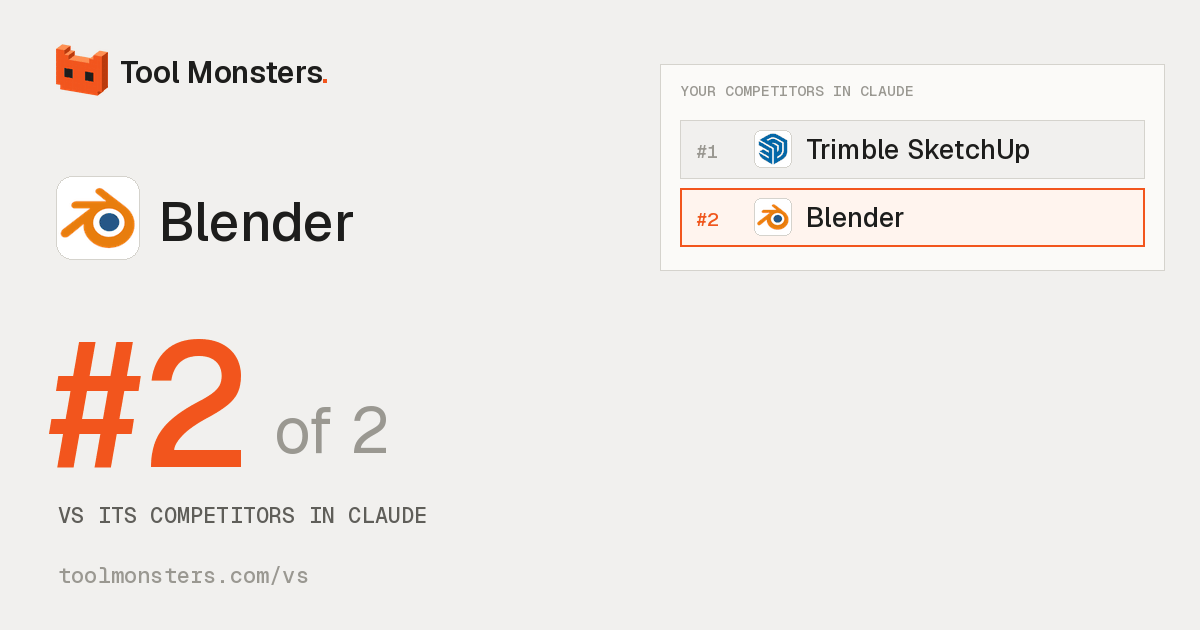 Tool Monsters.
Blender
#2 of 2
VS ITS COMPETITORS IN CLAUDE
toolmonsters.com/vs
YOUR COMPETITORS IN CLAUDE
#1 Trimble SketchUp
#2 Blender